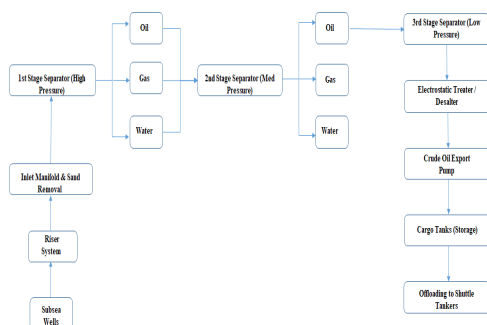 Oil
Gas
Water
1st Stage Separator (High
Pressure)
2nd Stage Separator (Med
Pressure)
Oil
Gas
Water
3rd Stage Separator (Low
Pressure)
Electrostatic Treater /
Desalter
Crude Oil Export
Pump
Cargo Tanks (Storage)
Offloading to Shuttle
Tankers
Inlet Manifold & Sand
Removal
Riser
System
Subsea
Wells